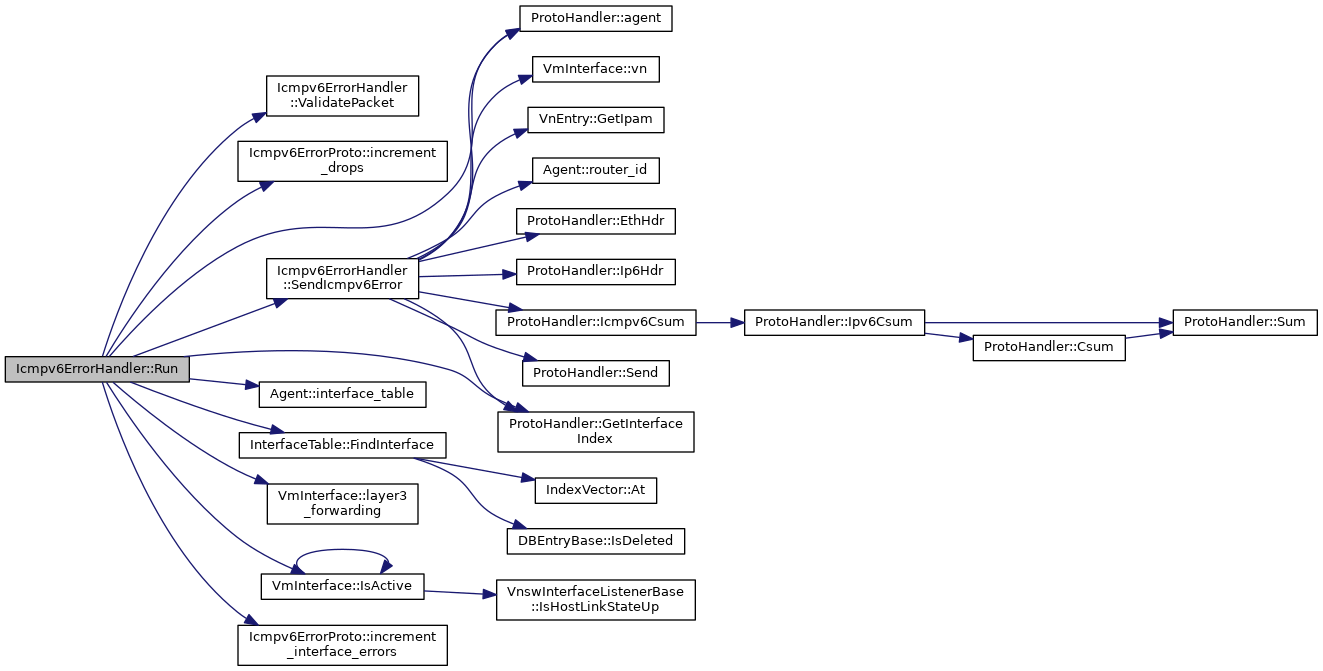 Icmpv6ErrorHandler::Run
Icmpv6ErrorHandler
::ValidatePacket
Icmpv6ErrorProto::increment
_drops
Icmpv6ErrorHandler
::SendIcmpv6Error
Agent::interface_table
InterfaceTable::FindInterface
VmInterface::layer3
_forwarding
VmInterface::IsActive
Icmpv6ErrorProto::increment
_interface_errors
ProtoHandler::agent
VmInterface::vn
VnEntry::GetIpam
Agent::router_id
ProtoHandler::EthHdr
ProtoHandler::Ip6Hdr
ProtoHandler::Icmpv6Csum
ProtoHandler::Send
ProtoHandler::GetInterface
Index
IndexVector::At
DBEntryBase::IsDeleted
VnswInterfaceListenerBase
::IsHostLinkStateUp
ProtoHandler::Ipv6Csum
ProtoHandler::Csum
ProtoHandler::Sum